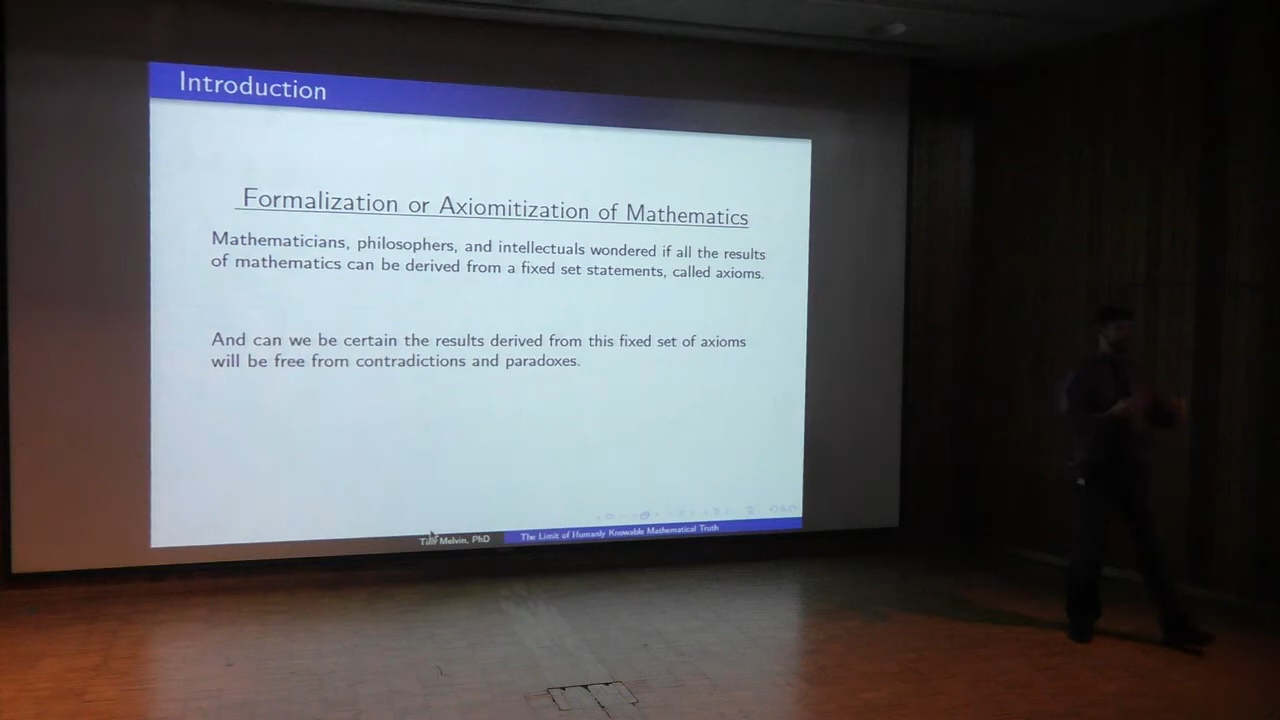 Introduction
Formalization or Axiomitization of Mathematics
Mathematicians, philosophers, and intellectuals wondered if all the results
of mathematics can be derived from a fixed set statements, called axioms.
And can we be certain the results derived from this fixed set of axioms
will be free from contradictions and paradoxes.
Melvin, PhD
The Limit of Humanly Knowable Mathematical Truth